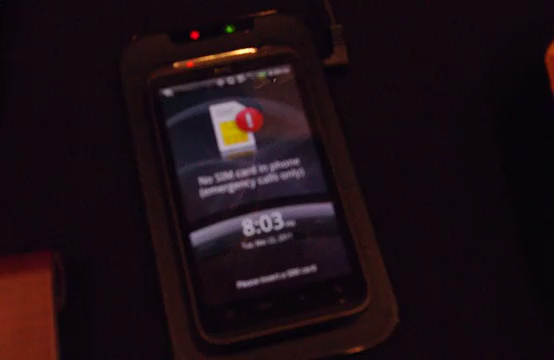 No SIM card in phone
(emergency calls only)
8:03
Please insert a SIM card